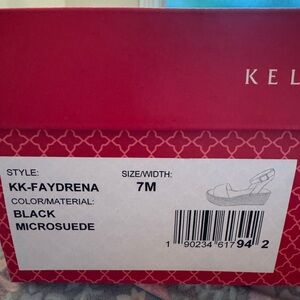 KEL
STYLE: SIZE/WIDTH:
KK-FAYDRENA 7M
COLOR/MATERIAL:
BLACK
MICROSUEDE
1 90234 61794 2